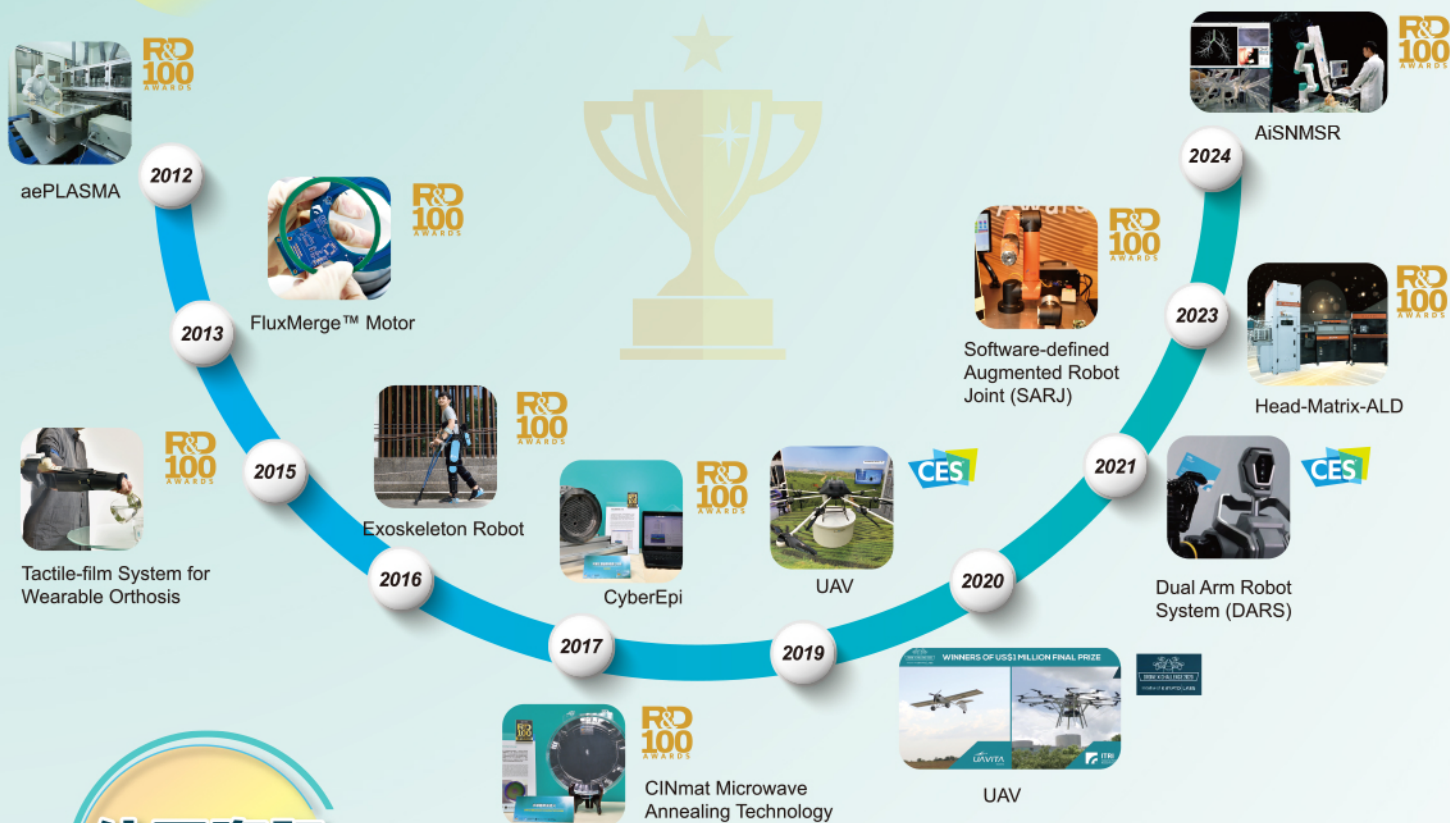 R&D
100
AWARDS
aePLASMA
2012
R&D
100
AWARDS
FluxMerge™ Motor
2013
R&D
100
AWARDS
Tactile-film System for
Wearable Orthosis
2015
R&D
100
AWARDS
Exoskeleton Robot
2016
R&D
100
AWARDS
CyberEpi
2017
R&D
100
AWARDS
CINmat Microwave
Annealing Technology
CES
UAV
2019
2020
WINNERS OF US$1 MILLION FINAL PRIZE
UAVITA
ITRI
UAV
2021
CES
Dual Arm Robot
System (DARS)
R&D
100
AWARDS
Software-defined
Augmented Robot
Joint (SARJ)
2023
R&D
100
AWARDS
Head-Matrix-ALD
2024
R&D
100
AWARDS
AiSNMSR